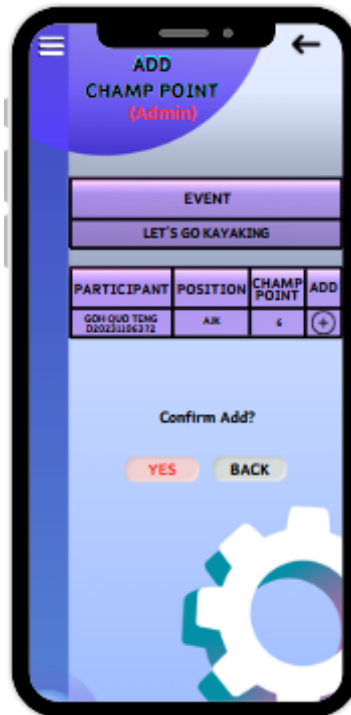 ADD
CHAMP POINT
(Admin)
EVENT
LET'S GO KAYAKING
PARTICIPANT POSITION CHAMP POINT ADD
GOH QUO TENG AJK 6
D20231106372
Confirm Add?
YES BACK